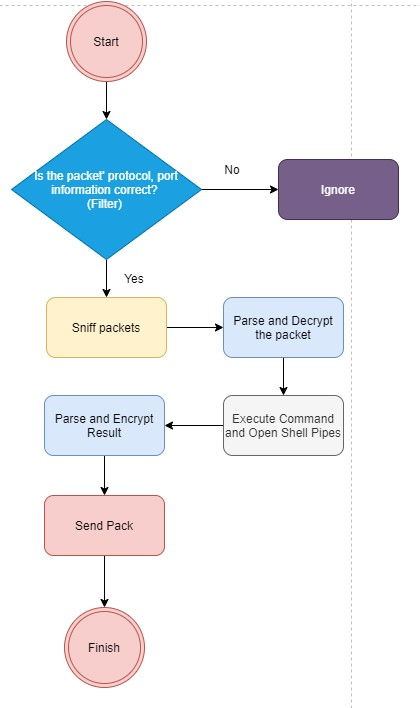 Start
Is the packet' protocol, port
information correct?
(Filter)
No
Ignore
Yes
Sniff packets
Parse and Decrypt
the packet
Parse and Encrypt
Result
Execute Command
and Open Shell Pipes
Send Pack
Finish